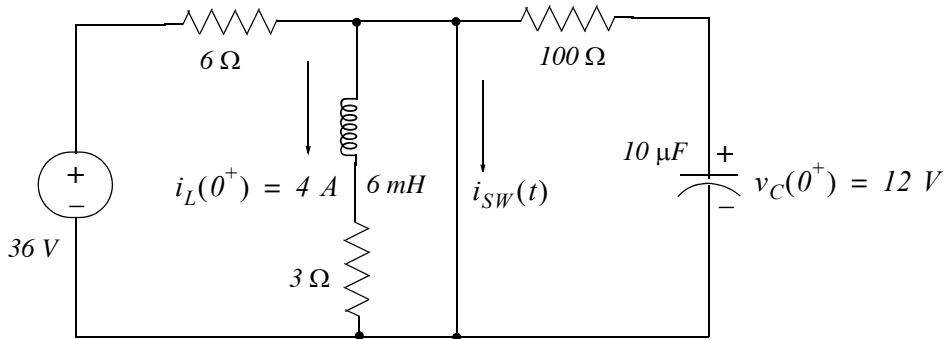 6 Ω
100 Ω
10 μF
+
+
i_L(0^+) = 4 A
6 mH
i_SW(t)
v_C(0^+) = 12 V
−
−
36 V
3 Ω